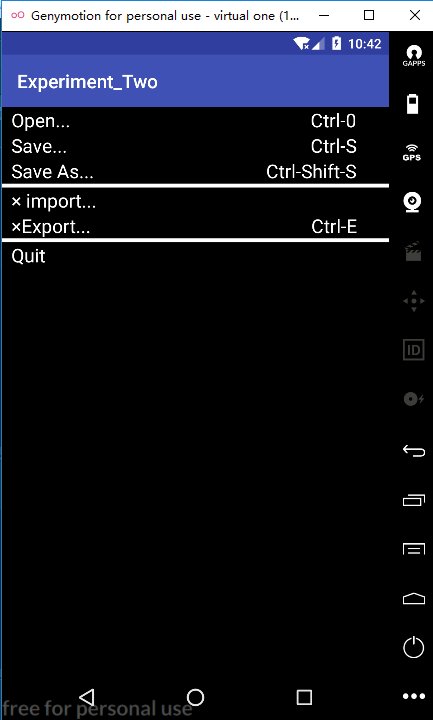 Genymotion for personal use - virtual one (1...
10:42
GAPPS
Experiment_Two
Open... Ctrl-0
Save... Ctrl-S
GPS
Save As... Ctrl-Shift-S
× import...
×Export... Ctrl-E
Quit
ID
free for personal use